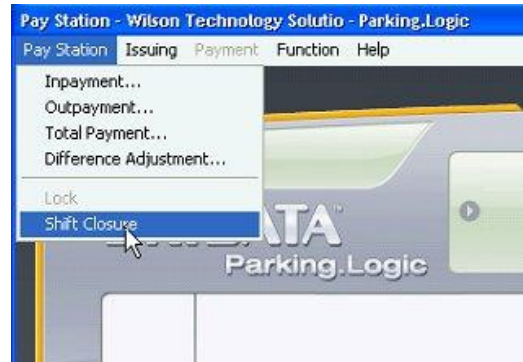 Pay Station - Wilson Technology Solutio - Parking.Logic
Pay Station Issuing Payment Function Help
Inpayment...
Outpayment...
Total Payment...
Difference Adjustment...
Lock
Shift Closure
DATA
Parking.Logic